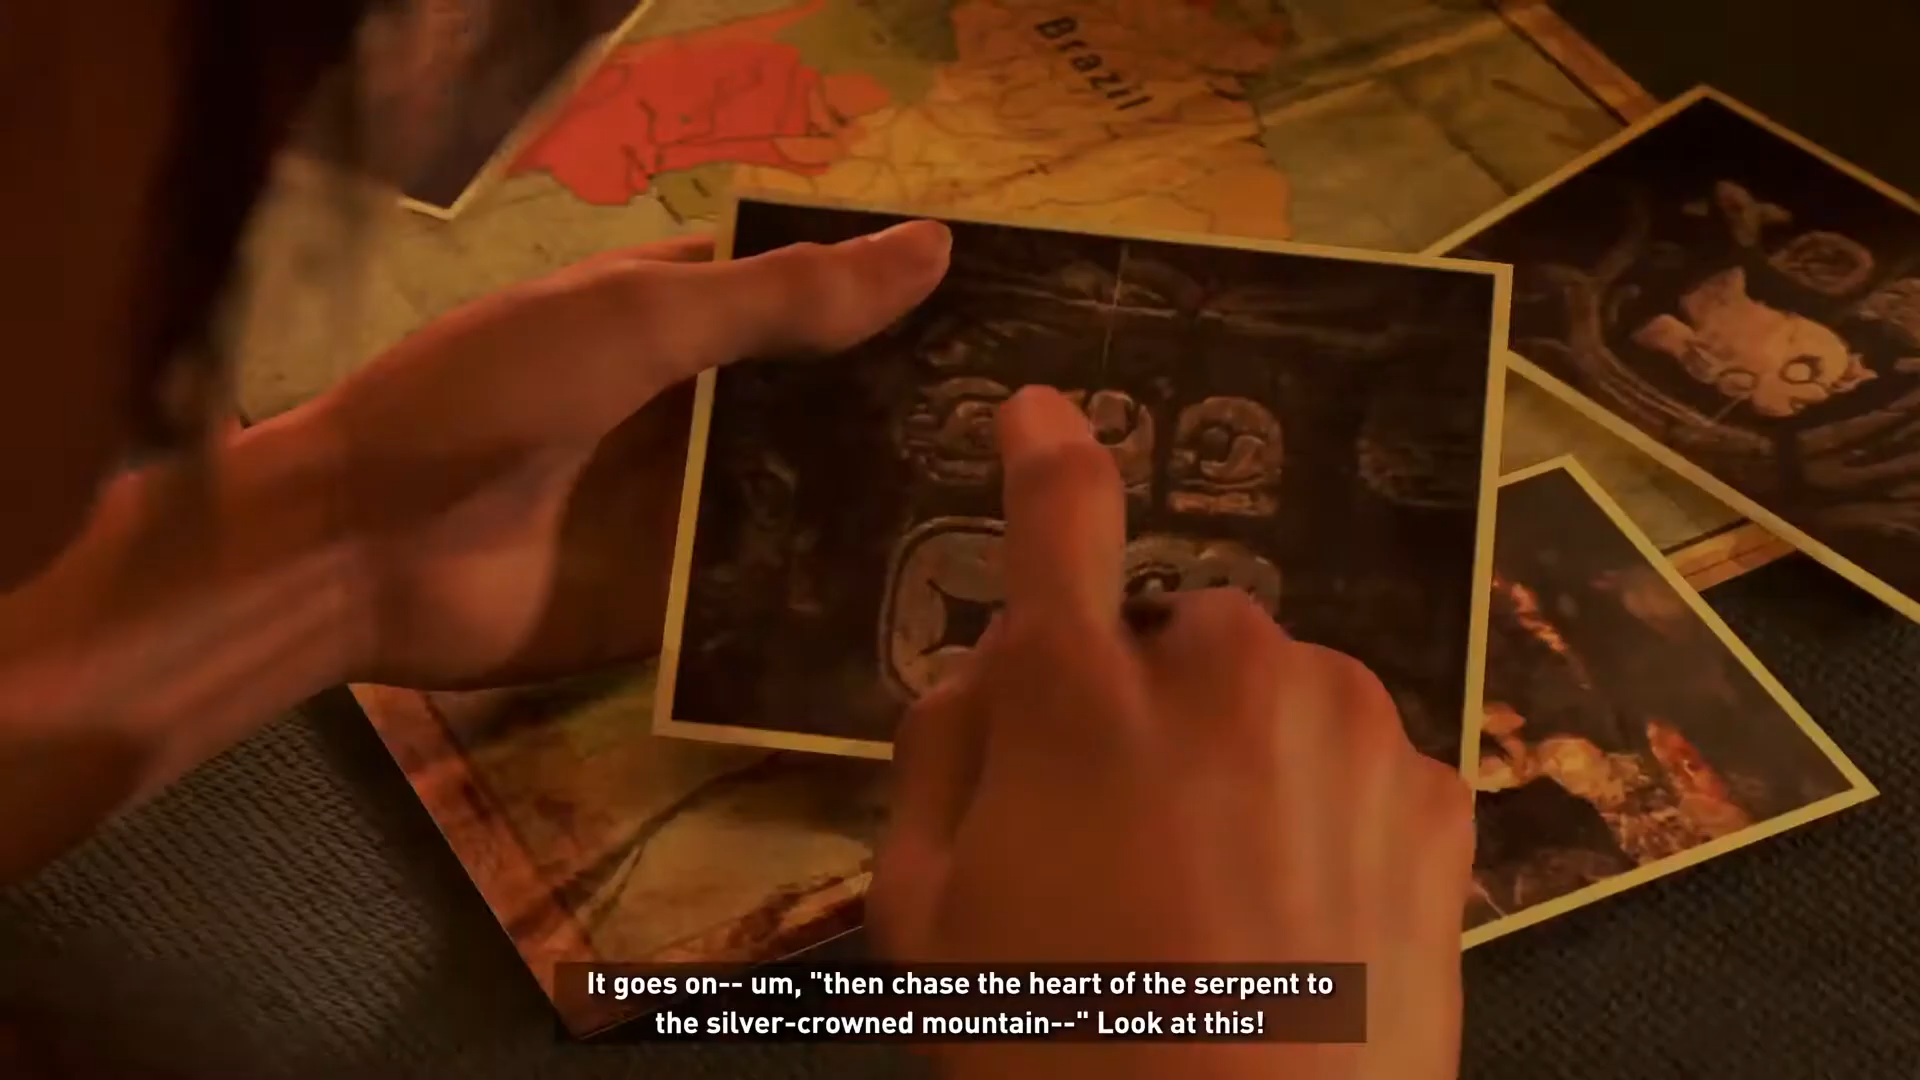 Brazil
It goes on-- um, "then chase the heart of the serpent to
the silver-crowned mountain--" Look at this!